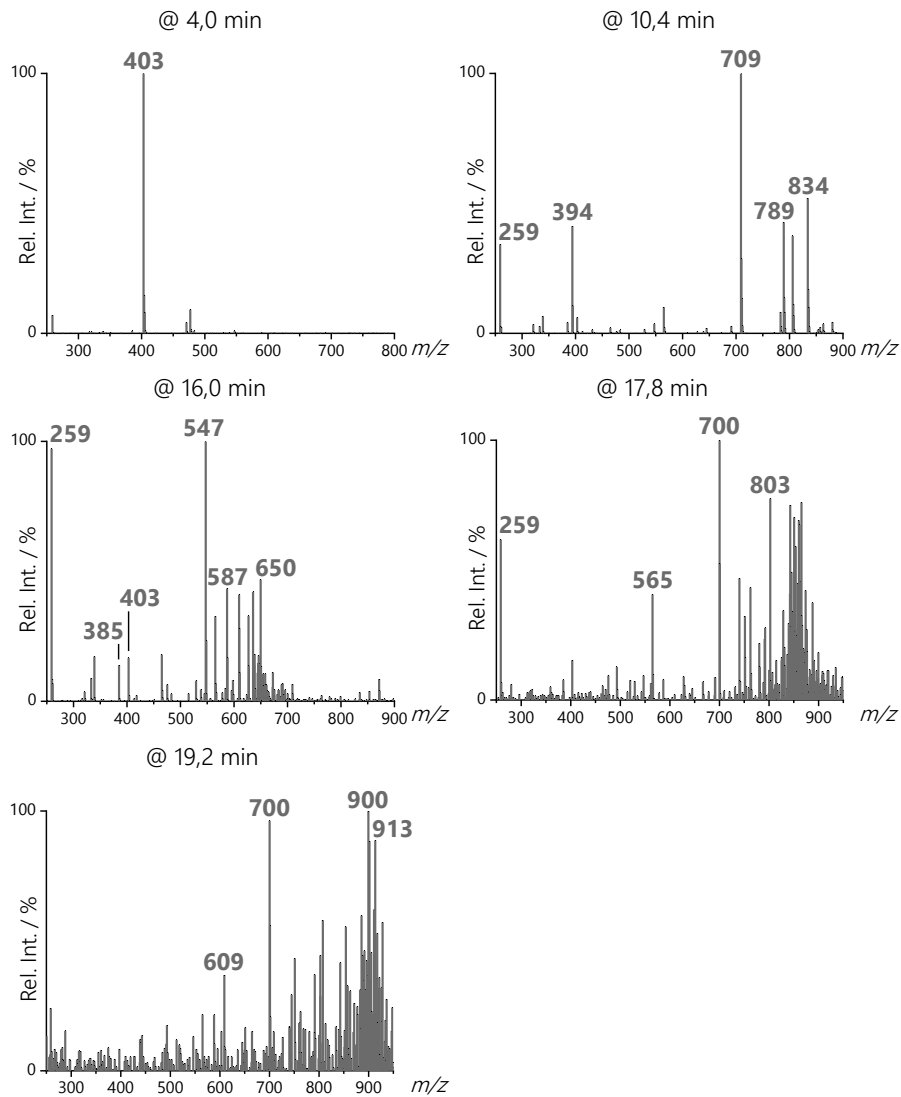 @ 4,0 min
100
403
Rel. Int. / %
0
300 400 500 600 700 800 m/z
@ 10,4 min
100
709
834
789
394
259
Rel. Int. / %
0
300 400 500 600 700 800 900 m/z
@ 16,0 min
100
259
547
587
650
403
385
Rel. Int. / %
0
300 400 500 600 700 800 900 m/z
@ 17,8 min
100
700
803
259
565
Rel. Int. / %
0
300 400 500 600 700 800 900 m/z
@ 19,2 min
100
700
900
913
609
Rel. Int. / %
0
300 400 500 600 700 800 900 m/z